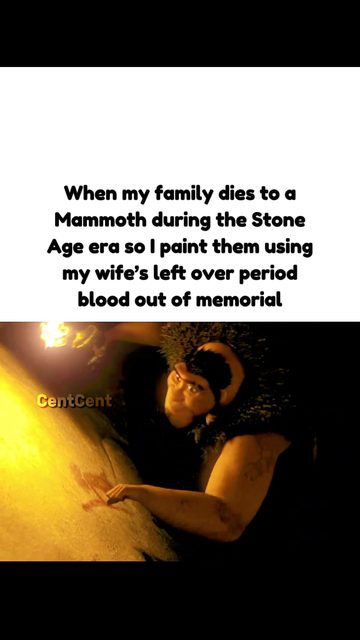 When my family dies to a
Mammoth during the Stone
Age era so I paint them using
my wife's left over period
blood out of memorial
CentCent